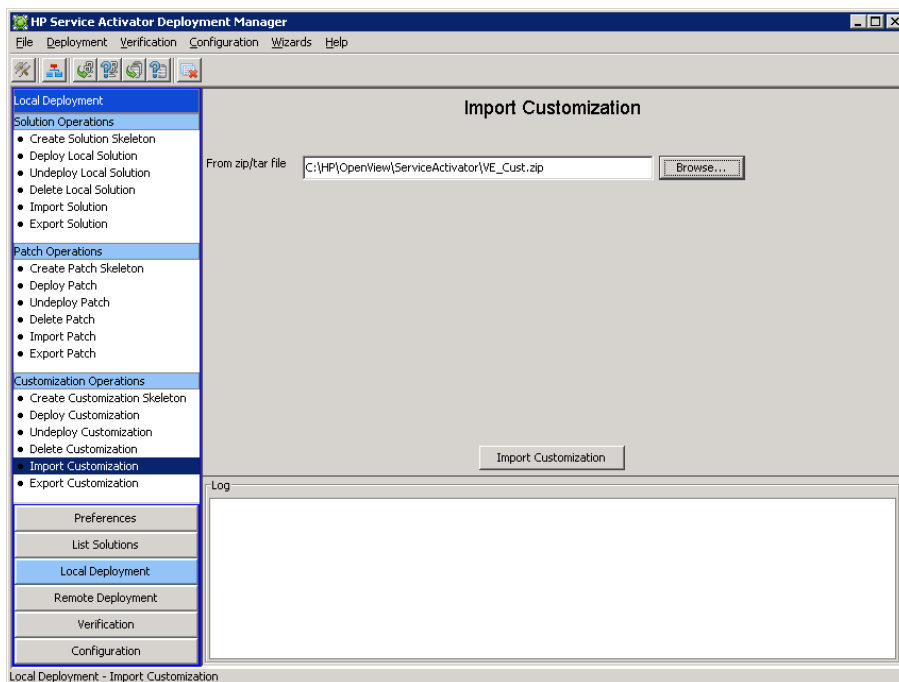 HP Service Activator Deployment Manager
File Deployment Verification Configuration Wizards Help
Local Deployment
Solution Operations
Create Solution Skeleton
Deploy Local Solution
Undeploy Local Solution
Delete Local Solution
Import Solution
Export Solution
Patch Operations
Create Patch Skeleton
Deploy Patch
Undeploy Patch
Delete Patch
Import Patch
Export Patch
Customization Operations
Create Customization Skeleton
Deploy Customization
Undeploy Customization
Delete Customization
Import Customization
Export Customization
Preferences
List Solutions
Local Deployment
Remote Deployment
Verification
Configuration
Import Customization
From zip/tar file C:\HP\OpenView\ServiceActivator\VE_Cust.zip Browse...
Import Customization
Log
Local Deployment - Import Customization